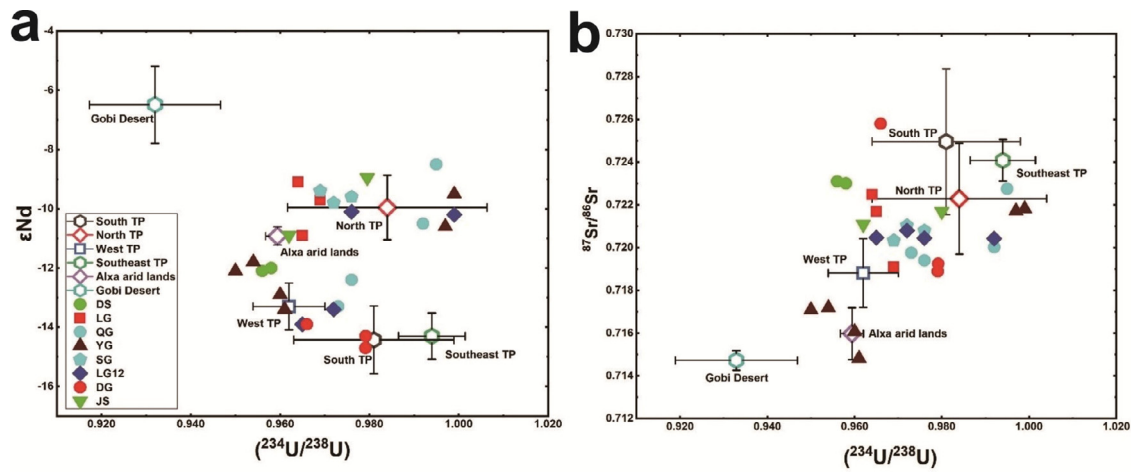 a
εNd
-4
-6
-8
-10
-12
-14
-16
Gobi Desert
North TP
Alxa arid lands
West TP
South TP
Southeast TP
South TP
North TP
West TP
Southeast TP
Alxa arid lands
Gobi Desert
DS
LG
QG
YG
SG
LG12
DG
JS
0.920 0.940 0.960 0.980 1.000 1.020
(²³⁴U/²³⁸U)
b
⁸⁷Sr/⁸⁶Sr
0.730
0.728
0.726
0.724
0.722
0.720
0.718
0.716
0.714
0.712
South TP
Southeast TP
North TP
West TP
Alxa arid lands
Gobi Desert
0.920 0.940 0.960 0.980 1.000 1.020
(²³⁴U/²³⁸U)